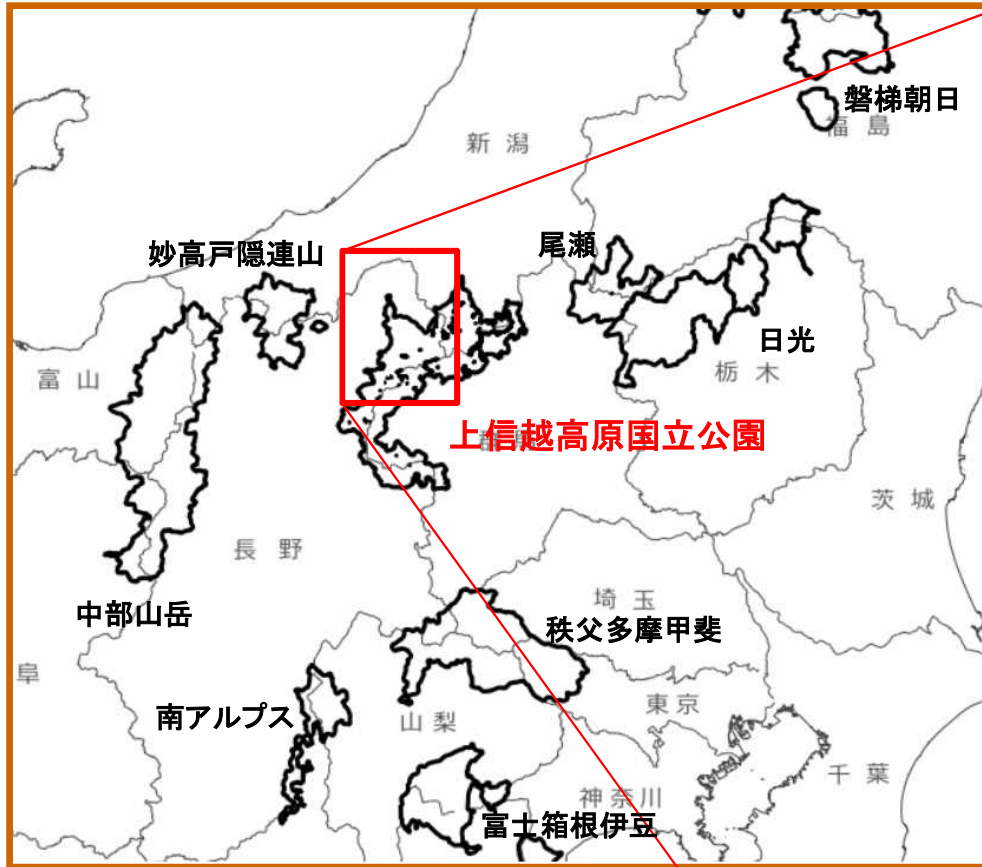 磐梯朝日
福島
新潟
尾瀬
妙高戸隠連山
日光
富山
栃木
上信越高原国立公園
茨城
長野
埼玉
中部山岳
秩父多摩甲斐
阜
東京
南アルプス
山梨
千葉
神奈川
富士箱根伊豆